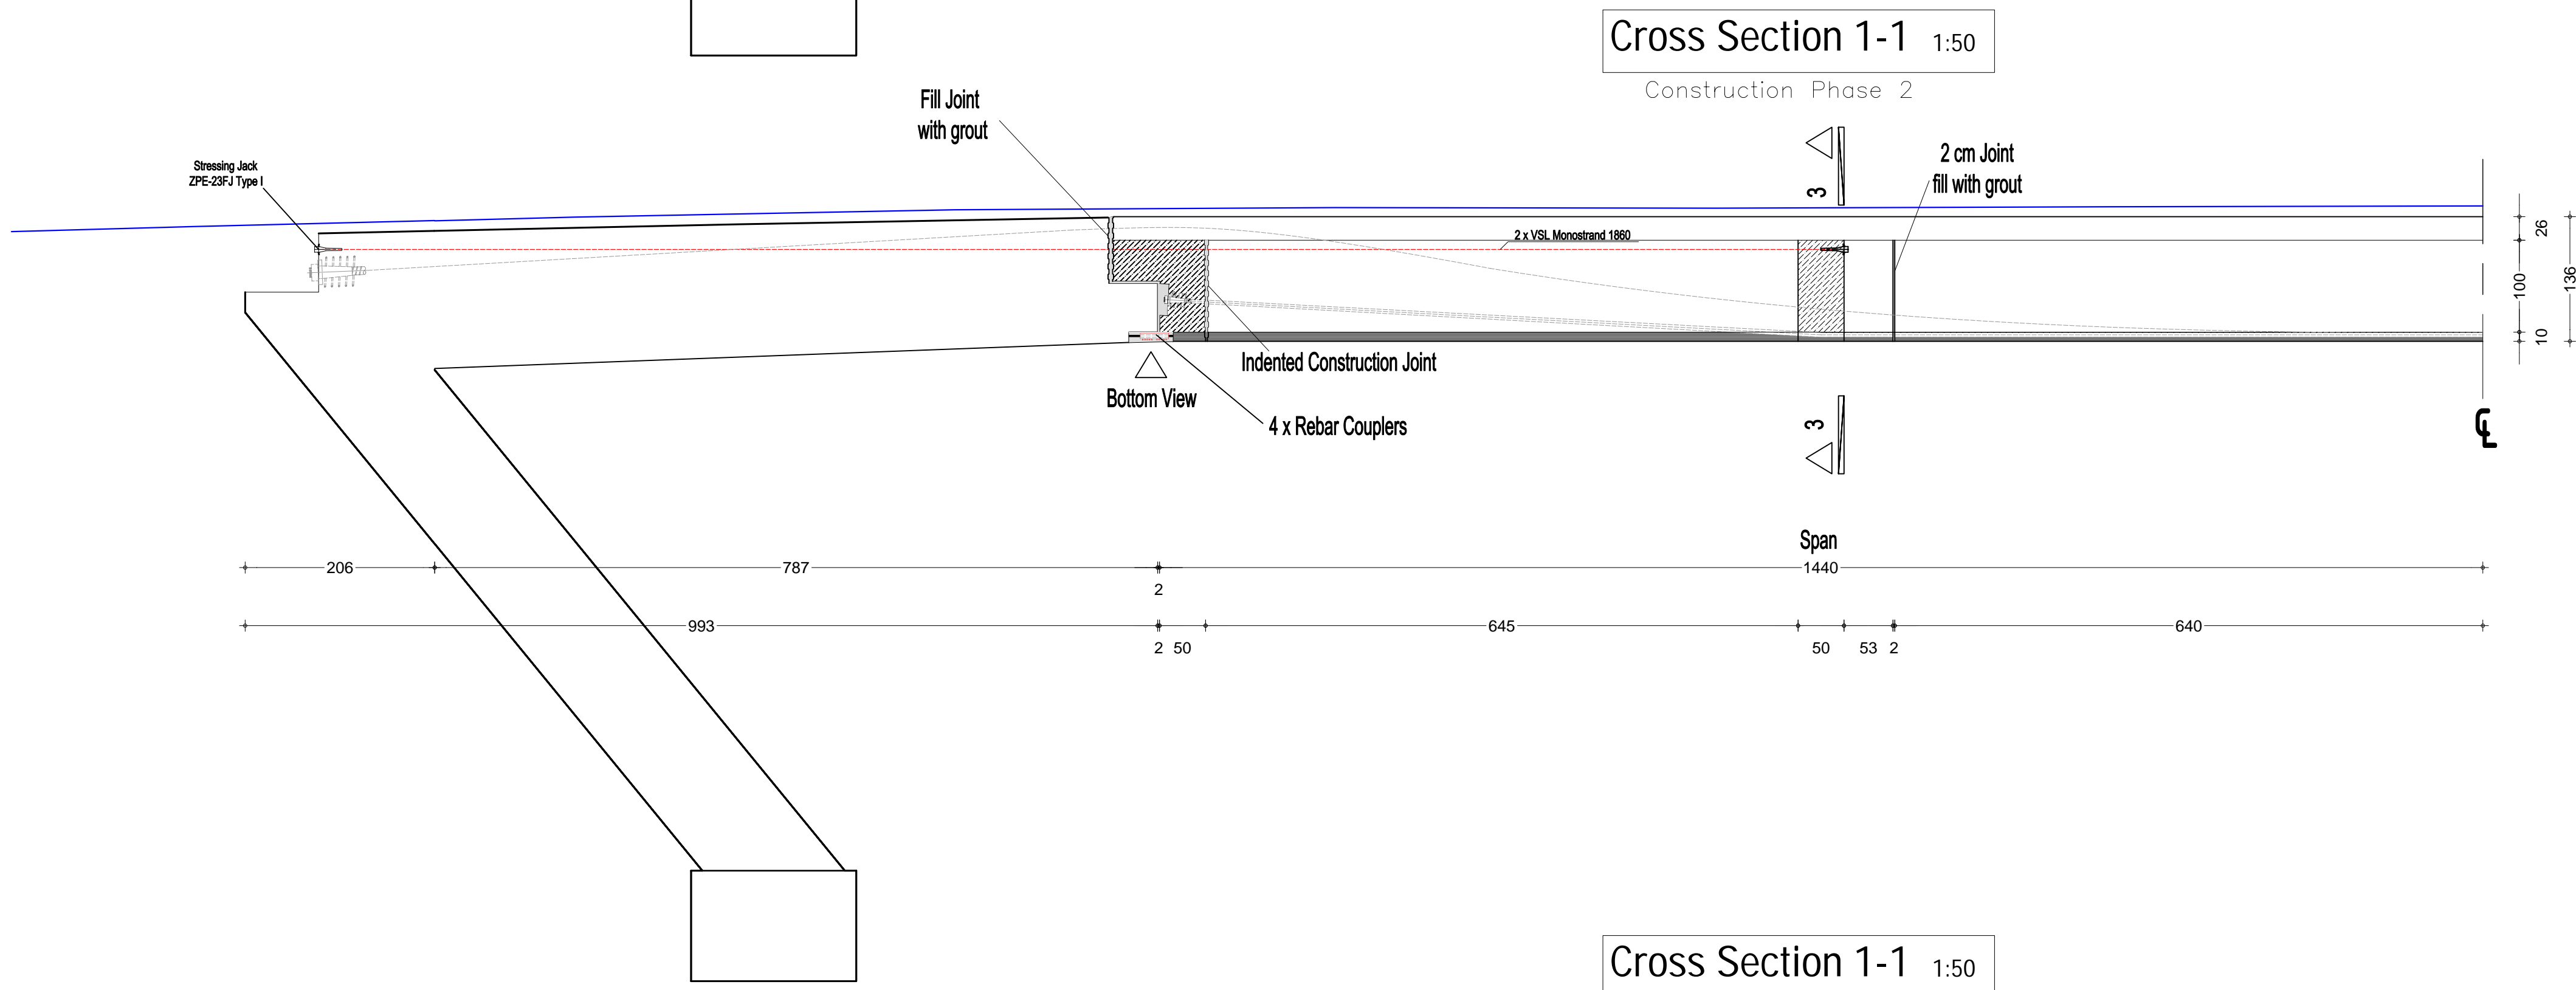 Cross Section 1-1 1:50
Construction Phase 2
Fill Joint
with grout
Stressing Jack
ZPE-23FJ Type I
2 cm Joint
fill with grout
3
2 x VSL Monostrand 1860
26
100
136
10
Indented Construction Joint
Bottom View
4 x Rebar Couplers
3
℄
Span
206
787
1440
2
993
645
640
2
50
50
53
2
Cross Section 1-1 1:50